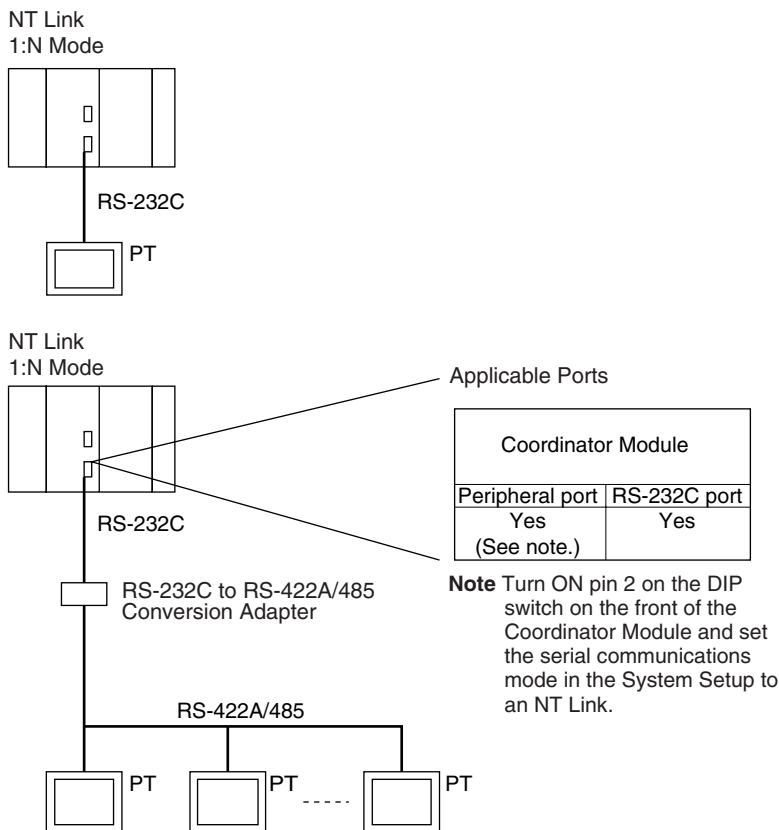 NT Link
1:N Mode
RS-232C
PT
NT Link
1:N Mode
Applicable Ports
Coordinator Module
Peripheral port RS-232C port
Yes Yes
(See note.)
RS-232C
Note Turn ON pin 2 on the DIP
switch on the front of the
Coordinator Module and set
the serial communications
mode in the System Setup to
an NT Link.
RS-232C to RS-422A/485
Conversion Adapter
RS-422A/485
PT PT PT